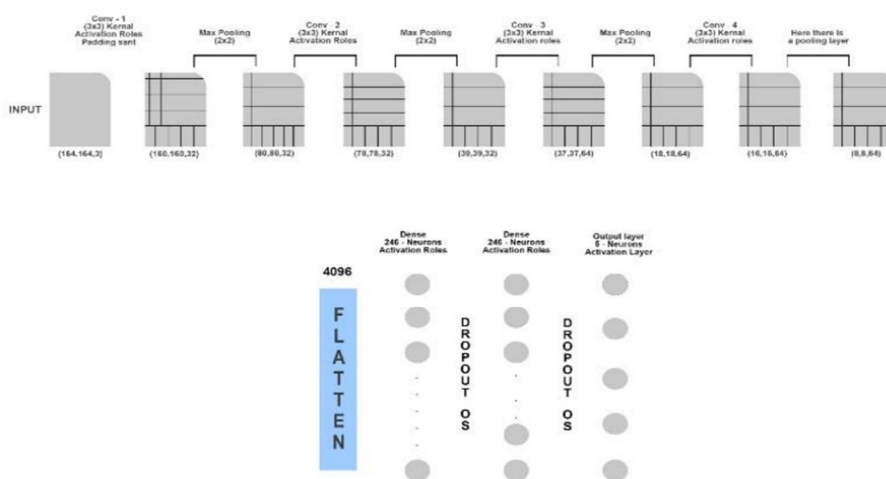 Conv - 1
(3x3) Kernal
Activation Roles
Padding sant
Max Pooling
(2x2)
Conv - 2
(3x3) Kernal
Activation Roles
Max Pooling
(2x2)
Conv - 3
(3x3) Kernal
Activation roles
Max Pooling
(2x2)
Conv - 4
(3x3) Kernal
Activation roles
Here there is
a pooling layer
INPUT
(164,164,3)
(160,160,32)
(80,80,32)
(78,78,32)
(39,39,32)
(37,37,64)
(18,18,64)
(16,16,64)
(8,8,64)
Dense
246 - Neurons
Activation Roles
Dense
246 - Neurons
Activation Roles
Output layer
5 - Neurons
Activation Layer
4096
FLATTEN
DROPOUT OS
DROPOUT OS